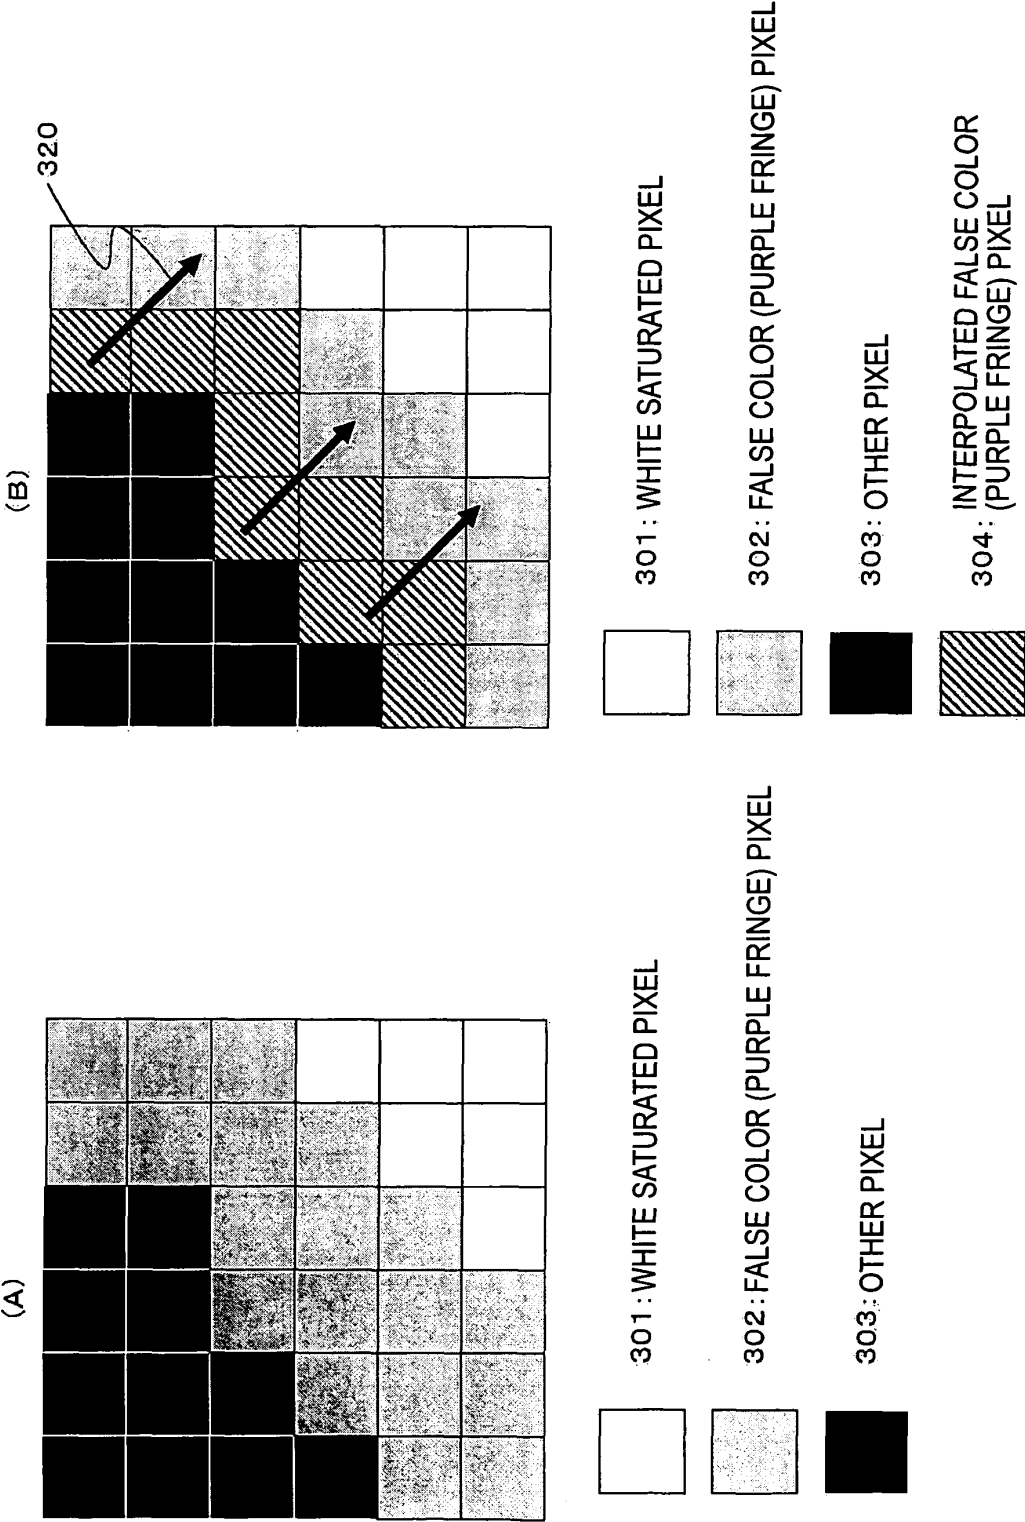 (A)
301: WHITE SATURATED PIXEL
302: FALSE COLOR (PURPLE FRINGE) PIXEL
303: OTHER PIXEL
(B)
320
301: WHITE SATURATED PIXEL
302: FALSE COLOR (PURPLE FRINGE) PIXEL
303: OTHER PIXEL
304: INTERPOLATED FALSE COLOR
(PURPLE FRINGE) PIXEL